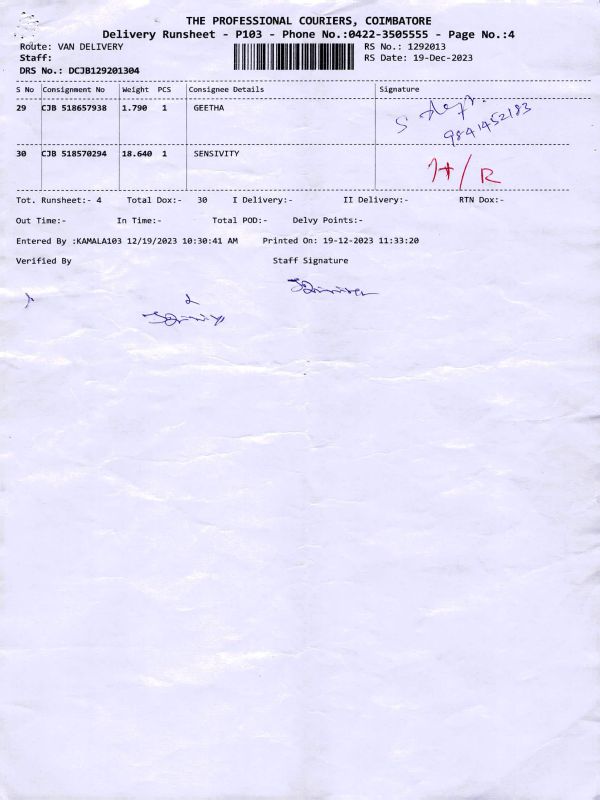 THE PROFESSIONAL COURIERS, COIMBATORE
Delivery Runsheet - P103 - Phone No.:0422-3505555 - Page No.:4
Route: VAN DELIVERY RS No.: 1292013
Staff: RS Date: 19-Dec-2023
DRS No.: DCJB129201304
S No Consignment No Weight PCS Consignee Details Signature
29 CJB 518657938 1.790 1 GEETHA
9841452183
30 CJB 518570294 18.640 1 SENSIVITY H/R
Tot. Runsheet:- 4 Total Dox:- 30 I Delivery:- II Delivery:- RTN Dox:-
Out Time:- In Time:- Total POD:- Delvy Points:-
Entered By :KAMALA103 12/19/2023 10:30:41 AM Printed On: 19-12-2023 11:33:20
Verified By Staff Signature